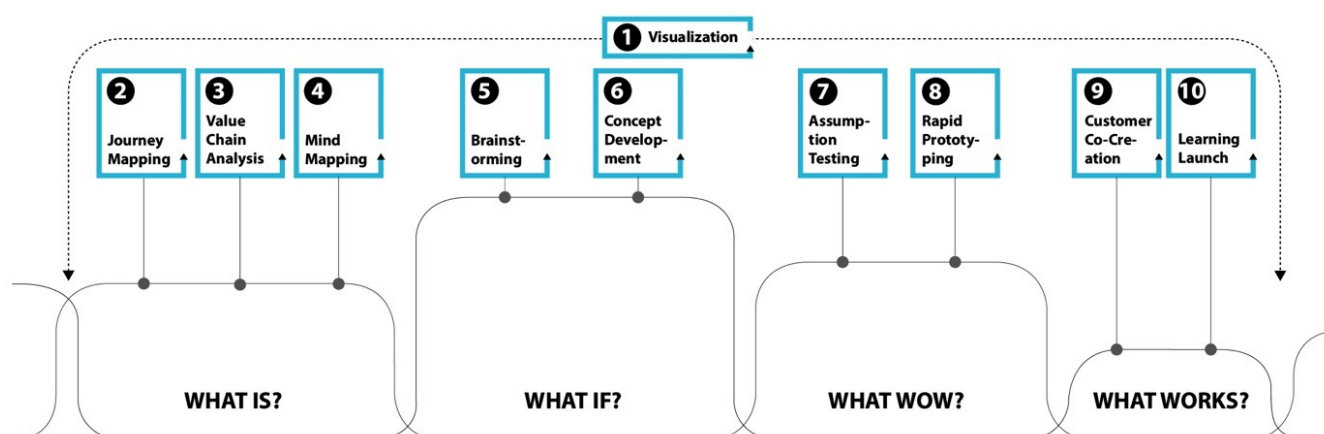 1 Visualization
2
Journey
Mapping
3
Value
Chain
Analysis
4
Mind
Mapping
5
Brainst-
orming
6
Concept
Develop-
ment
7
Assump-
tion
Testing
8
Rapid
Prototy-
ping
9
Customer
Co-Cre-
ation
10
Learning
Launch
WHAT IS?
WHAT IF?
WHAT WOW?
WHAT WORKS?